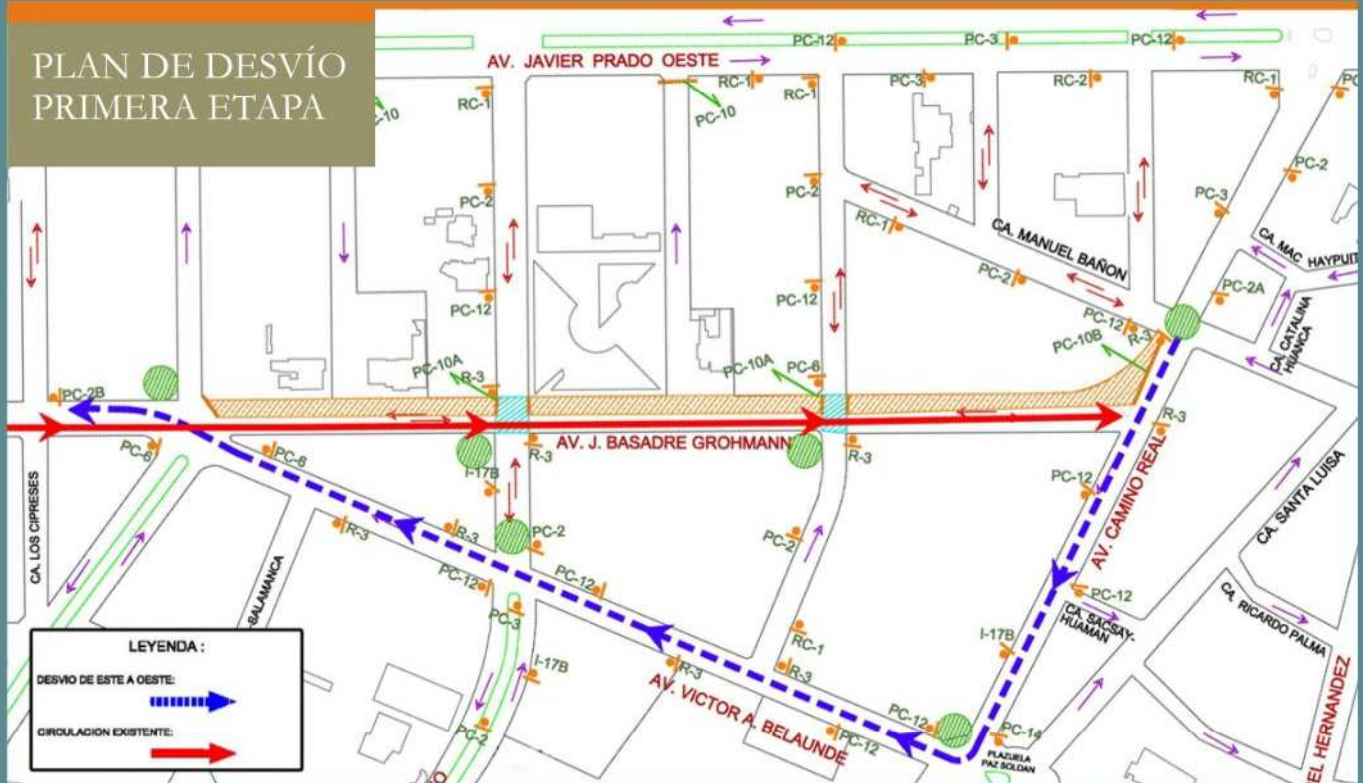 PLAN DE DESVÍO
PRIMERA ETAPA
AV. JAVIER PRADO OESTE
PC-12
PC-3
PC-12
RC-1
RC-1
RC-1
PC-3
RC-2
RC-1
PC-10
PC-2
PC-2
PC-2
PC-3
RC-1
CA. MANUEL BAÑON
CA. MAC HAYPUIT
PC-2
PC-2A
PC-12
PC-12
PC-12
R-3
PC-10B
CA. CATALINA
HUANCA
PC-10A
R-3
PC-10A
PC-6
PC-2B
R-3
AV. J. BASADRE GROHMANN
PC-6
PC-6
R-3
R-3
I-17B
PC-12
AV. CAMINO REAL
CA. SANTA LUISA
CA. LOS CIPRESES
R-3
R-3
PC-2
PC-2
SALAMANCA
PC-12
PC-12
PC-12
CA. SACSAY-
HUAMAN
CA. RICARDO PALMA
PC-3
RC-1
I-17B
LEYENDA :
DESVIO DE ESTE A OESTE:
CIRCULACION EXISTENTE:
I-17B
R-3
R-3
AV. VICTOR A. BELAUNDE
PC-2
PC-12
PC-12
PC-14
PLAZUELA
PAZ SOLDAN
EL HERNANDEZ